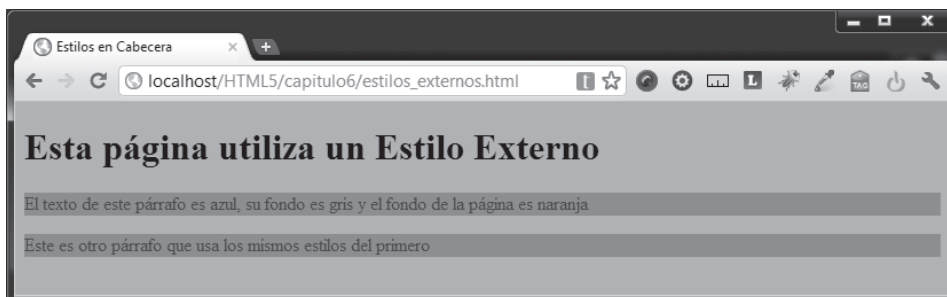 Estilos en Cabecera
localhost/HTML5/capitulo6/estilos_externos.html
Esta página utiliza un Estilo Externo
El texto de este párrafo es azul, su fondo es gris y el fondo de la página es naranja
Este es otro párrafo que usa los mismos estilos del primero